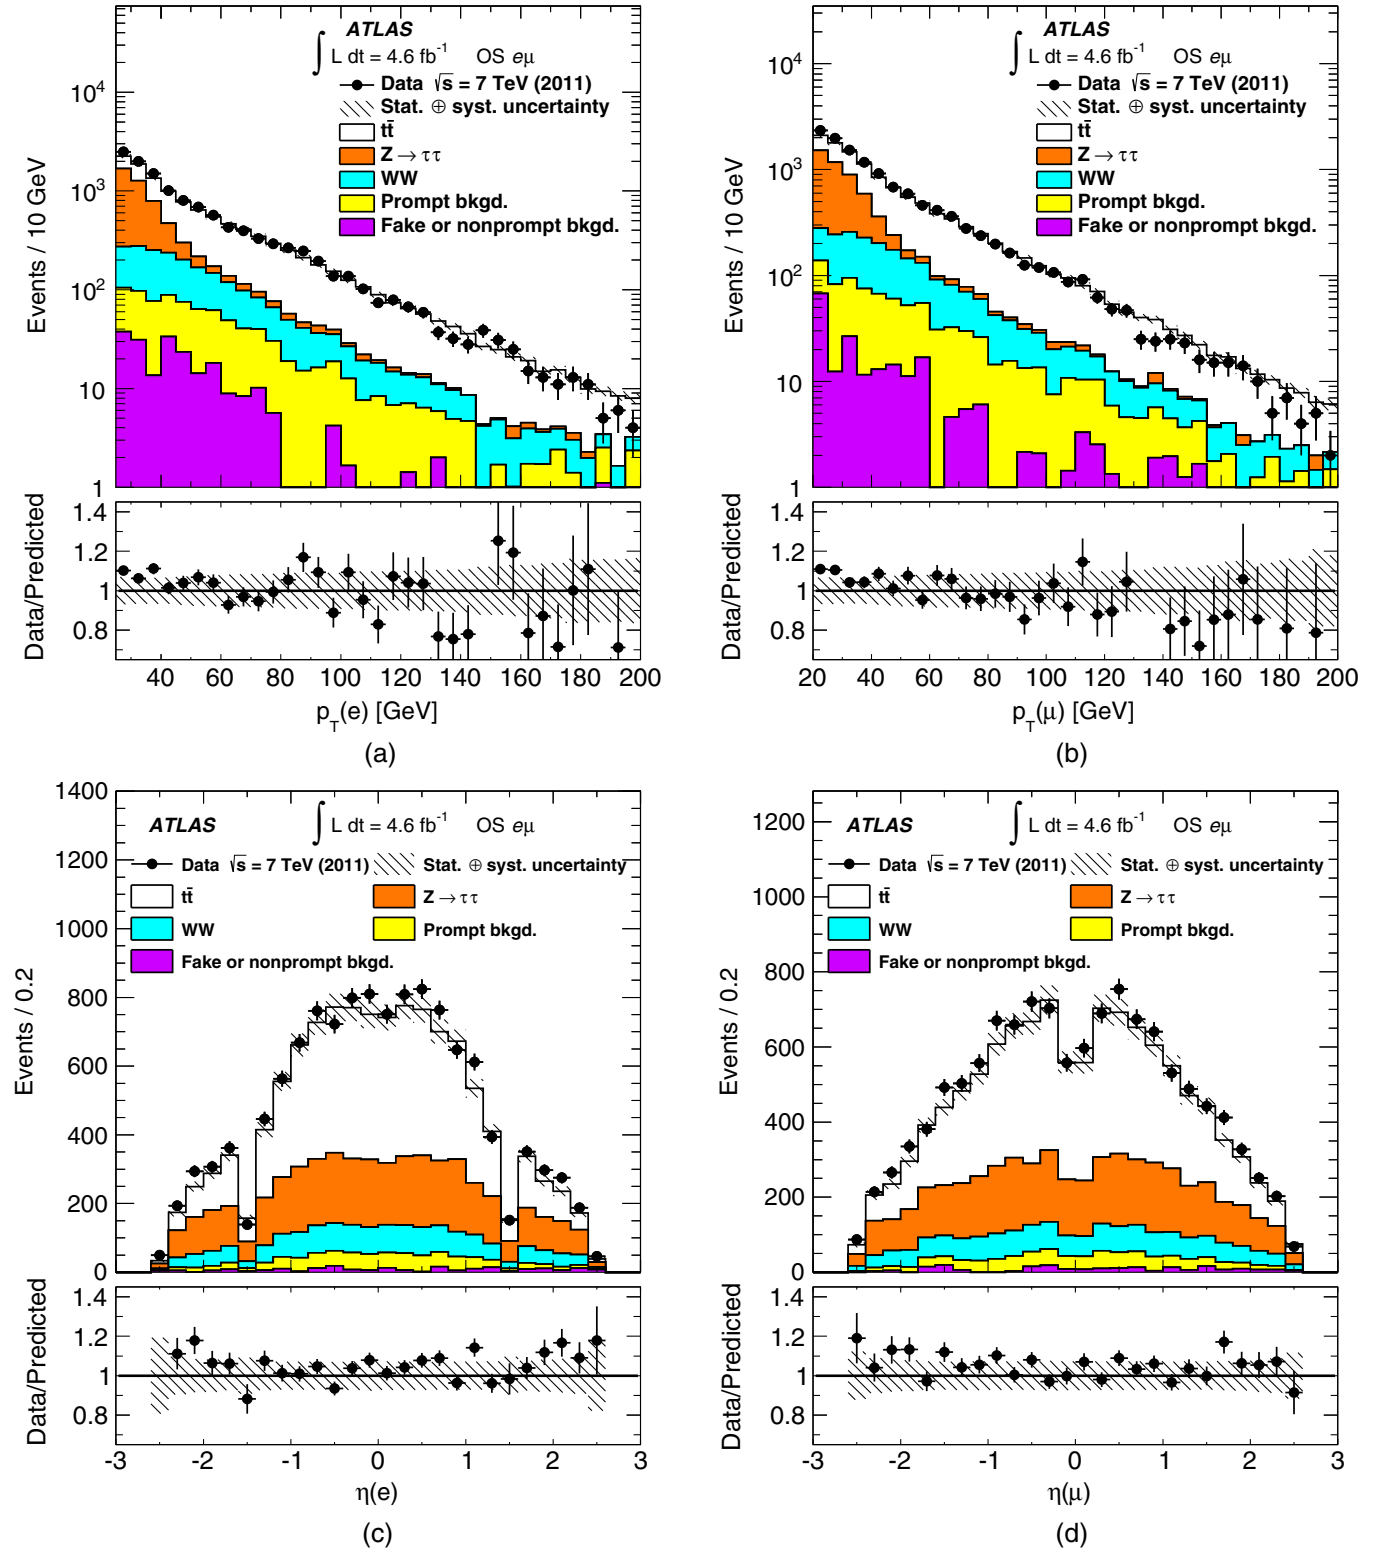 ATLAS
∫ L dt = 4.6 fb⁻¹ OS eμ
Data √s = 7 TeV (2011)
Stat. ⊕ syst. uncertainty
tt̄
Z → ττ
WW
Prompt bkgd.
Fake or nonprompt bkgd.
Events / 10 GeV
10⁴
10³
10²
10
1
Data/Predicted
1.4
1.2
1
0.8
40 60 80 100 120 140 160 180 200
p_T(e) [GeV]
(a)
ATLAS
∫ L dt = 4.6 fb⁻¹ OS eμ
Data √s = 7 TeV (2011)
Stat. ⊕ syst. uncertainty
tt̄
Z → ττ
WW
Prompt bkgd.
Fake or nonprompt bkgd.
Events / 10 GeV
10⁴
10³
10²
10
1
Data/Predicted
1.4
1.2
1
0.8
20 40 60 80 100 120 140 160 180 200
p_T(μ) [GeV]
(b)
ATLAS
∫ L dt = 4.6 fb⁻¹ OS eμ
Data √s = 7 TeV (2011) Stat. ⊕ syst. uncertainty
tt̄ Z → ττ
WW Prompt bkgd.
Fake or nonprompt bkgd.
Events / 0.2
1400
1200
1000
800
600
400
200
0
Data/Predicted
1.4
1.2
1
0.8
-3 -2 -1 0 1 2 3
η(e)
(c)
ATLAS
∫ L dt = 4.6 fb⁻¹ OS eμ
Data √s = 7 TeV (2011) Stat. ⊕ syst. uncertainty
tt̄ Z → ττ
WW Prompt bkgd.
Fake or nonprompt bkgd.
Events / 0.2
1200
1000
800
600
400
200
0
Data/Predicted
1.4
1.2
1
0.8
-3 -2 -1 0 1 2 3
η(μ)
(d)